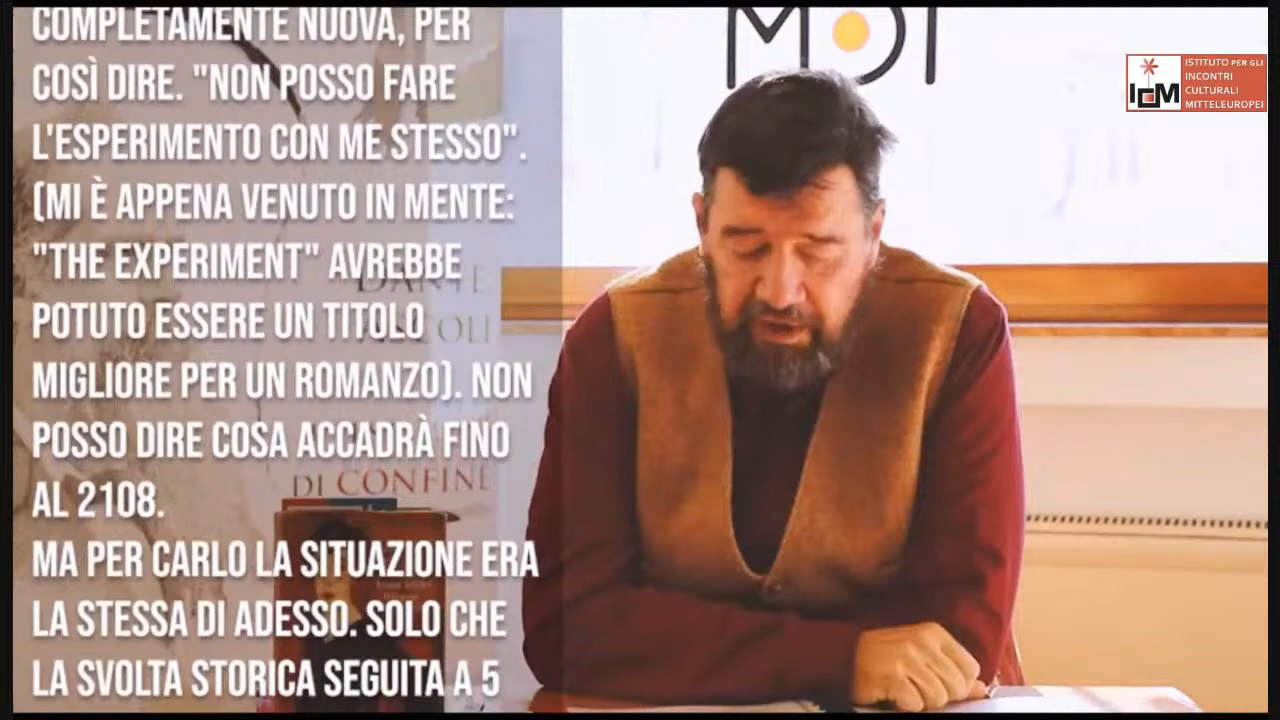 COMPLETAMENTE NUOVA, PER
COSÌ DIRE. "NON POSSO FARE
L'ESPERIMENTO CON ME STESSO".
(MI È APPENA VENUTO IN MENTE:
"THE EXPERIMENT" AVREBBE
POTUTO ESSERE UN TITOLO
MIGLIORE PER UN ROMANZO). NON
POSSO DIRE COSA ACCADRÀ FINO
AL 2108.
MA PER CARLO LA SITUAZIONE ERA
LA STESSA DI ADESSO. SOLO CHE
LA SVOLTA STORICA SEGUITA A 5
DANTE
DI CONFINE
ICM
ISTITUTO PER GLI
INCONTRI
CULTURALI
MITTELEUROPEI